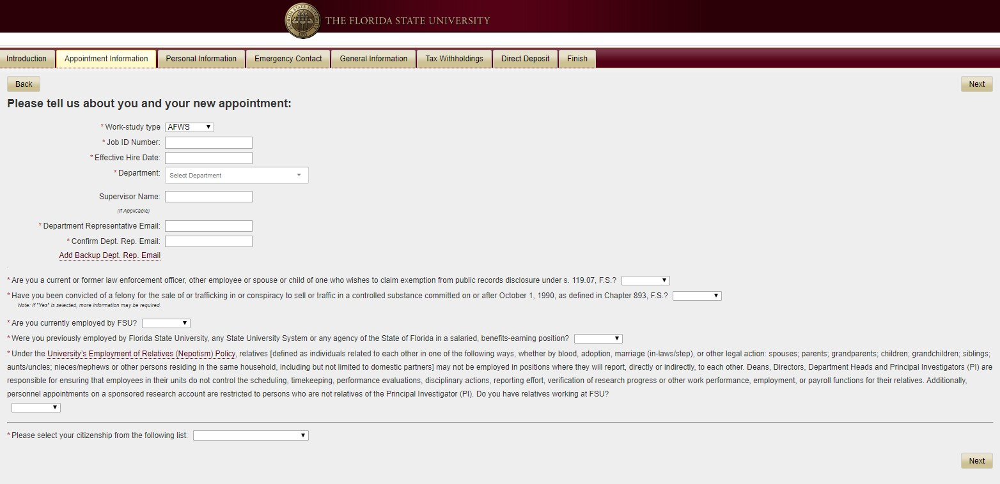 THE FLORIDA STATE UNIVERSITY
Introduction Appointment Information Personal Information Emergency Contact General Information Tax Withholdings Direct Deposit Finish
Back Next
Please tell us about you and your new appointment:
* Work-study type AFWS
* Job ID Number:
* Effective Hire Date:
* Department: Select Department
Supervisor Name:
(If Applicable)
* Department Representative Email:
* Confirm Dept. Rep. Email:
Add Backup Dept. Rep. Email
* Are you a current or former law enforcement officer, other employee or spouse or child of one who wishes to claim exemption from public records disclosure under s. 119.07, F.S.?
* Have you been convicted of a felony for the sale of or trafficking in or conspiracy to sell or traffic in a controlled substance committed on or after October 1, 1990, as defined in Chapter 893, F.S.?
Note: If "Yes" is selected, more information may be required.
* Are you currently employed by FSU?
* Were you previously employed by Florida State University, any State University System or any agency of the State of Florida in a salaried, benefits-earning position?
* Under the University's Employment of Relatives (Nepotism) Policy, relatives [defined as individuals related to each other in one of the following ways, whether by blood, adoption, marriage (in-laws/step), or other legal action: spouses; parents; grandparents; children; grandchildren; siblings;
aunts/uncles; nieces/nephews or other persons residing in the same household, including but not limited to domestic partners] may not be employed in positions where they will report, directly or indirectly, to each other. Deans, Directors, Department Heads and Principal Investigators (PI) are
responsible for ensuring that employees in their units do not control the scheduling, timekeeping, performance evaluations, disciplinary actions, reporting effort, verification of research progress or other work performance, employment, or payroll functions for their relatives. Additionally,
personnel appointments on a sponsored research account are restricted to persons who are not relatives of the Principal Investigator (PI). Do you have relatives working at FSU?
* Please select your citizenship from the following list:
Next